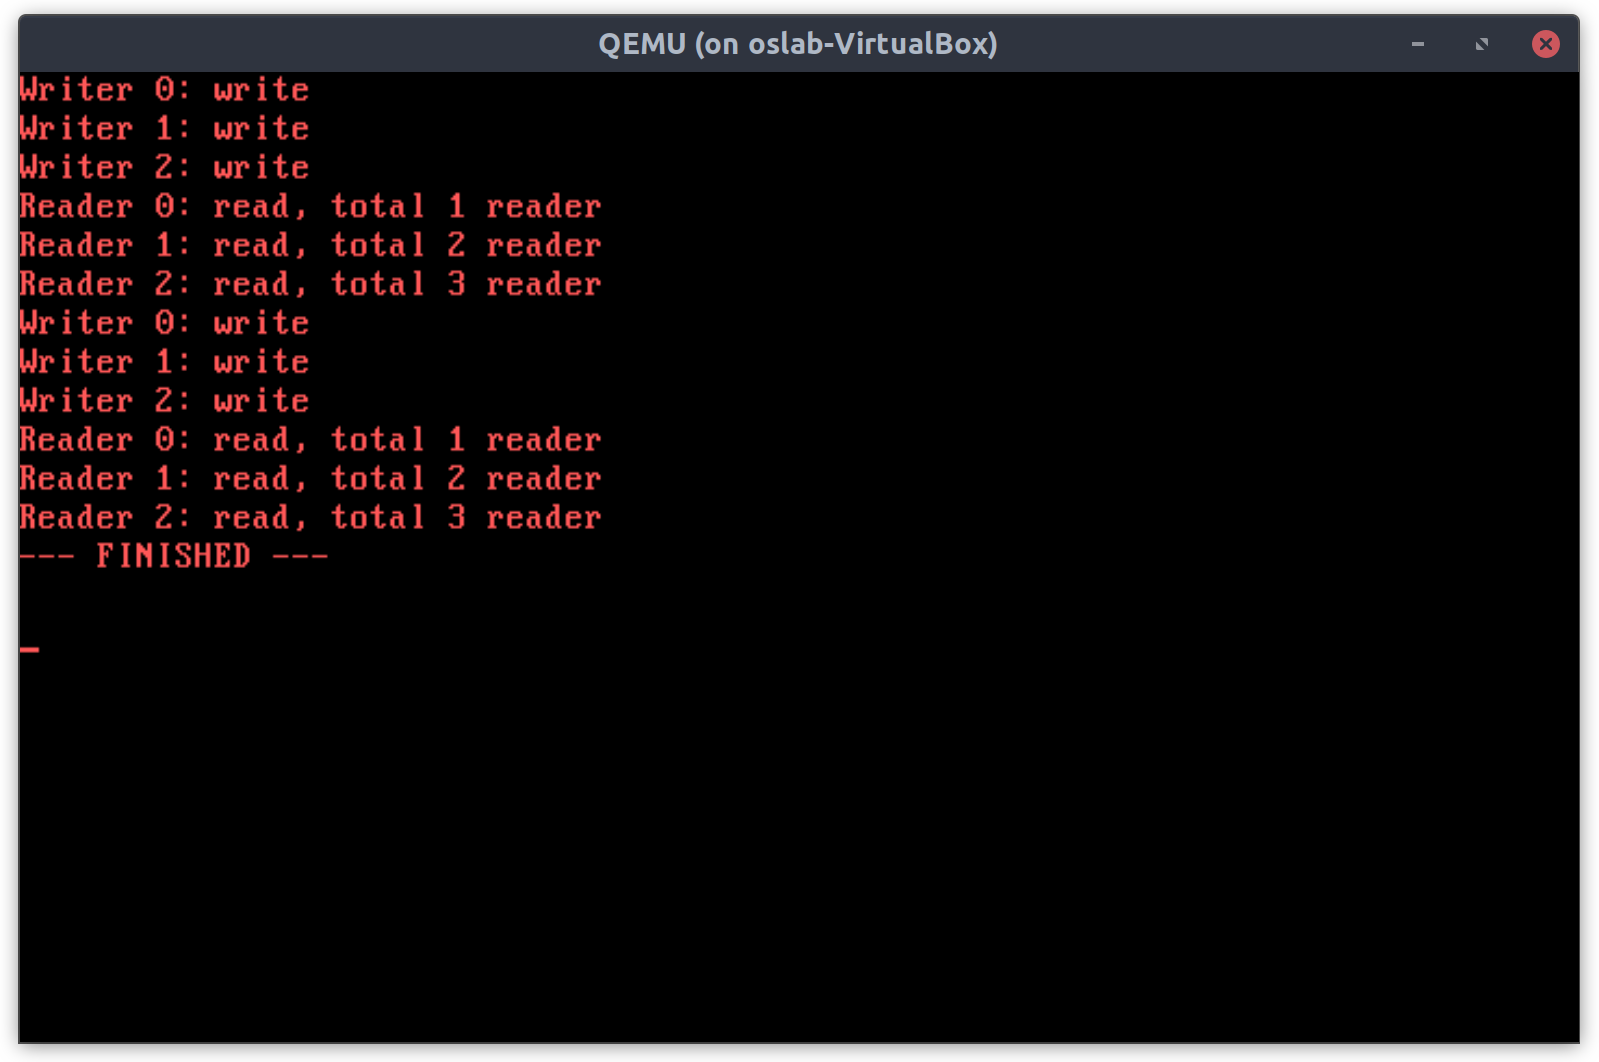 QEMU (on oslab-VirtualBox)
Writer 0: write
Writer 1: write
Writer 2: write
Reader 0: read, total 1 reader
Reader 1: read, total 2 reader
Reader 2: read, total 3 reader
Writer 0: write
Writer 1: write
Writer 2: write
Reader 0: read, total 1 reader
Reader 1: read, total 2 reader
Reader 2: read, total 3 reader
--- FINISHED ---
_